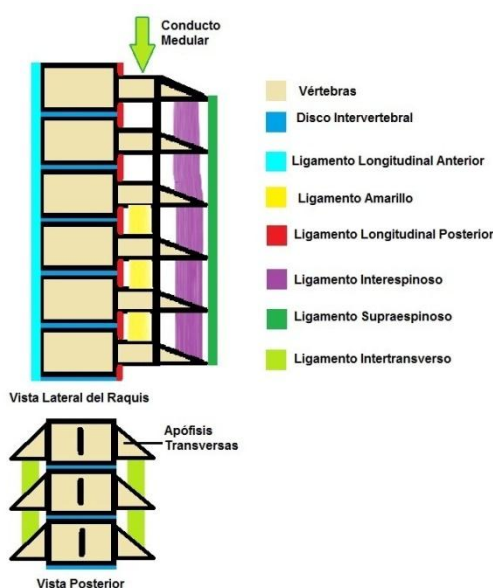 Conducto
Medular
Vértebras
Disco Intervertebral
Ligamento Longitudinal Anterior
Ligamento Amarillo
Ligamento Longitudinal Posterior
Ligamento Interespinoso
Ligamento Supraespinoso
Ligamento Intertransverso
Vista Lateral del Raquis
Apófisis
Transversas
Vista Posterior